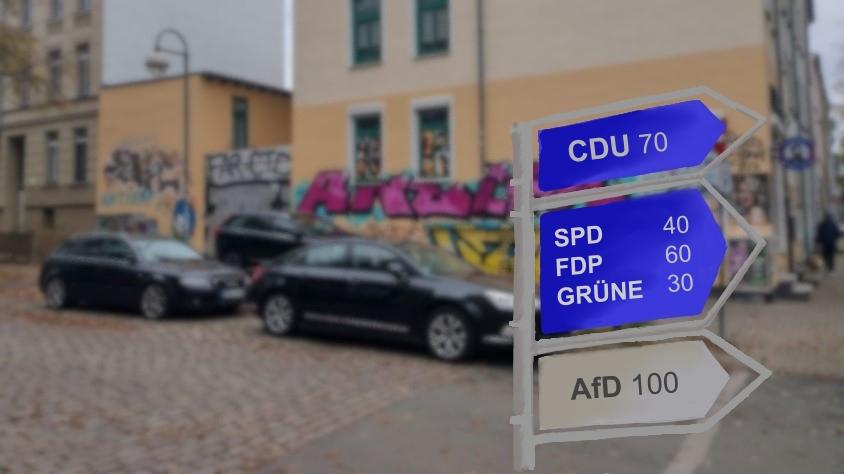 CDU 70
SPD 40
FDP 60
GRÜNE 30
AfD 100